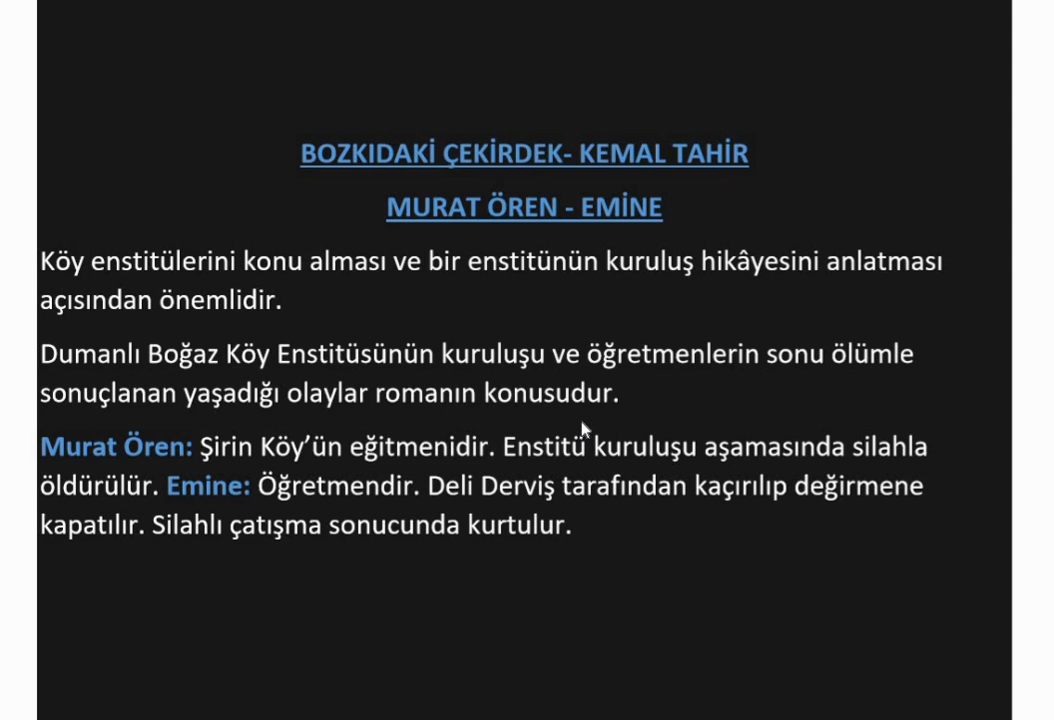 BOZKIDAKİ ÇEKİRDEK- KEMAL TAHİR
MURAT ÖREN - EMİNE
Köy enstitülerini konu alması ve bir enstitünün kuruluş hikâyesini anlatması
açısından önemlidir.
Dumanlı Boğaz Köy Enstitüsünün kuruluşu ve öğretmenlerin sonu ölümle
sonuçlanan yaşadığı olaylar romanın konusudur.
Murat Ören: Şirin Köy’ün eğitmenidir. Enstitü kuruluşu aşamasında silahla
öldürülür. Emine: Öğretmendir. Deli Derviş tarafından kaçırılıp değirmene
kapatılır. Silahlı çatışma sonucunda kurtulur.